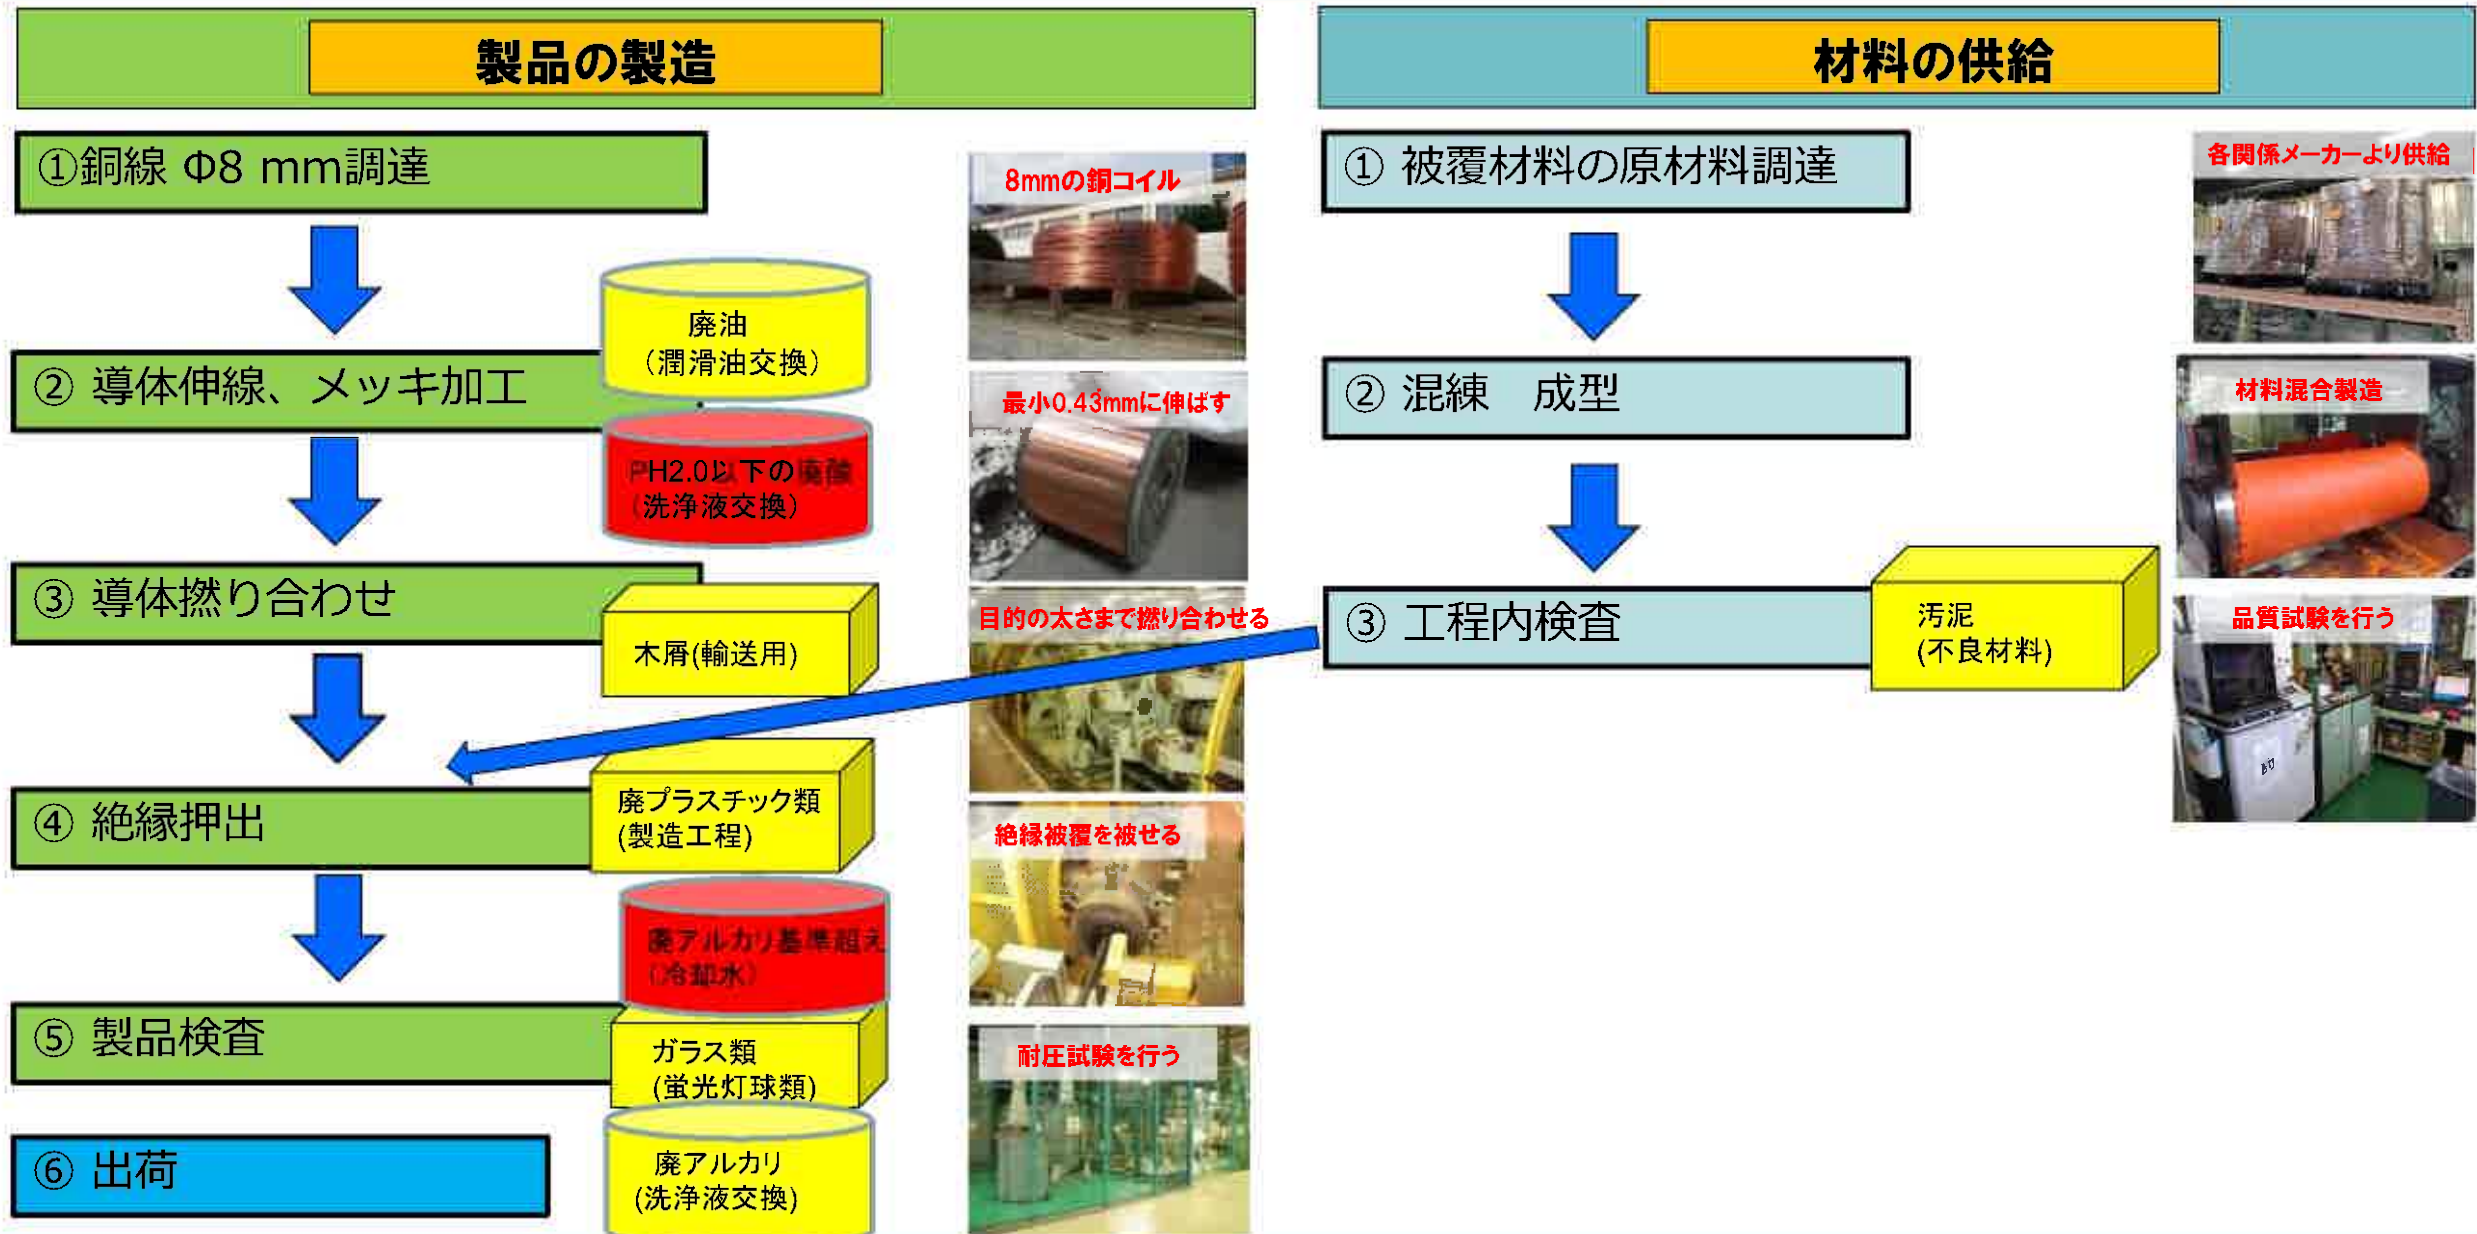 製品の製造
①銅線 Φ8 mm調達
② 導体伸線、メッキ加工
廃油
(潤滑油交換)
PH2.0以下の廃酸
(洗浄液交換)
③ 導体撚り合わせ
木屑(輸送用)
④ 絶縁押出
廃プラスチック類
(製造工程)
廃アルカリ基準超え
(冷却水)
⑤ 製品検査
ガラス類
(蛍光灯球類)
⑥ 出荷
廃アルカリ
(洗浄液交換)
8mmの銅コイル
最小0.43mmに伸ばす
目的の太さまで撚り合わせる
絶縁被覆を被せる
耐圧試験を行う
材料の供給
① 被覆材料の原材料調達
② 混練　成型
③ 工程内検査
汚泥
(不良材料)
各関係メーカーより供給
材料混合製造
品質試験を行う